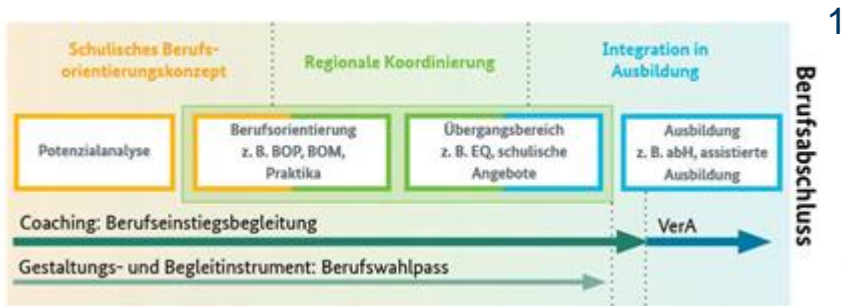 1
Schulisches Berufs-
orientierungskonzept
Regionale Koordinierung
Integration in
Ausbildung
Potenzialanalyse
Berufsorientierung
z. B. BOP, BOM,
Praktika
Übergangsbereich
z. B. EQ, schulische
Angebote
Ausbildung
z. B. abH, assistierte
Ausbildung
Berufsabschluss
Coaching: Berufseinstiegsbegleitung
VerA
Gestaltungs- und Begleitinstrument: Berufswahlpass